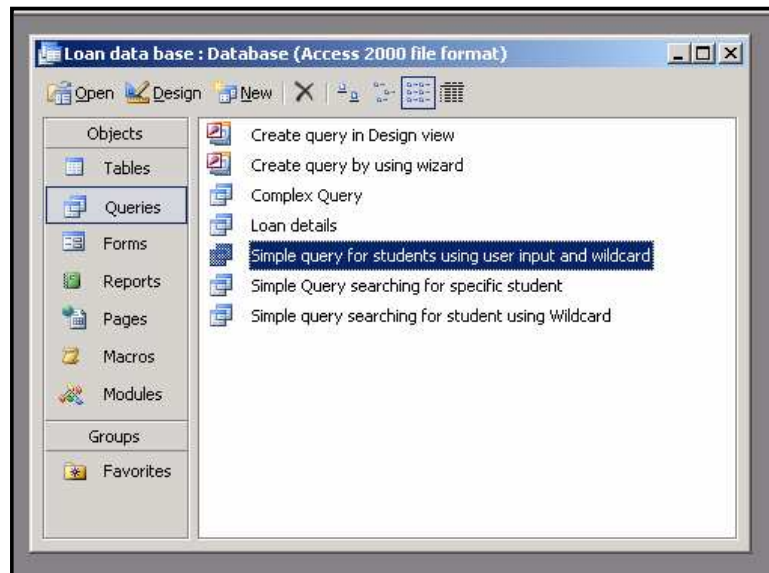 Loan data base : Database (Access 2000 file format)
Open Design New
Objects
Tables
Queries
Forms
Reports
Pages
Macros
Modules
Groups
Favorites
Create query in Design view
Create query by using wizard
Complex Query
Loan details
Simple query for students using user input and wildcard
Simple Query searching for specific student
Simple query searching for student using Wildcard